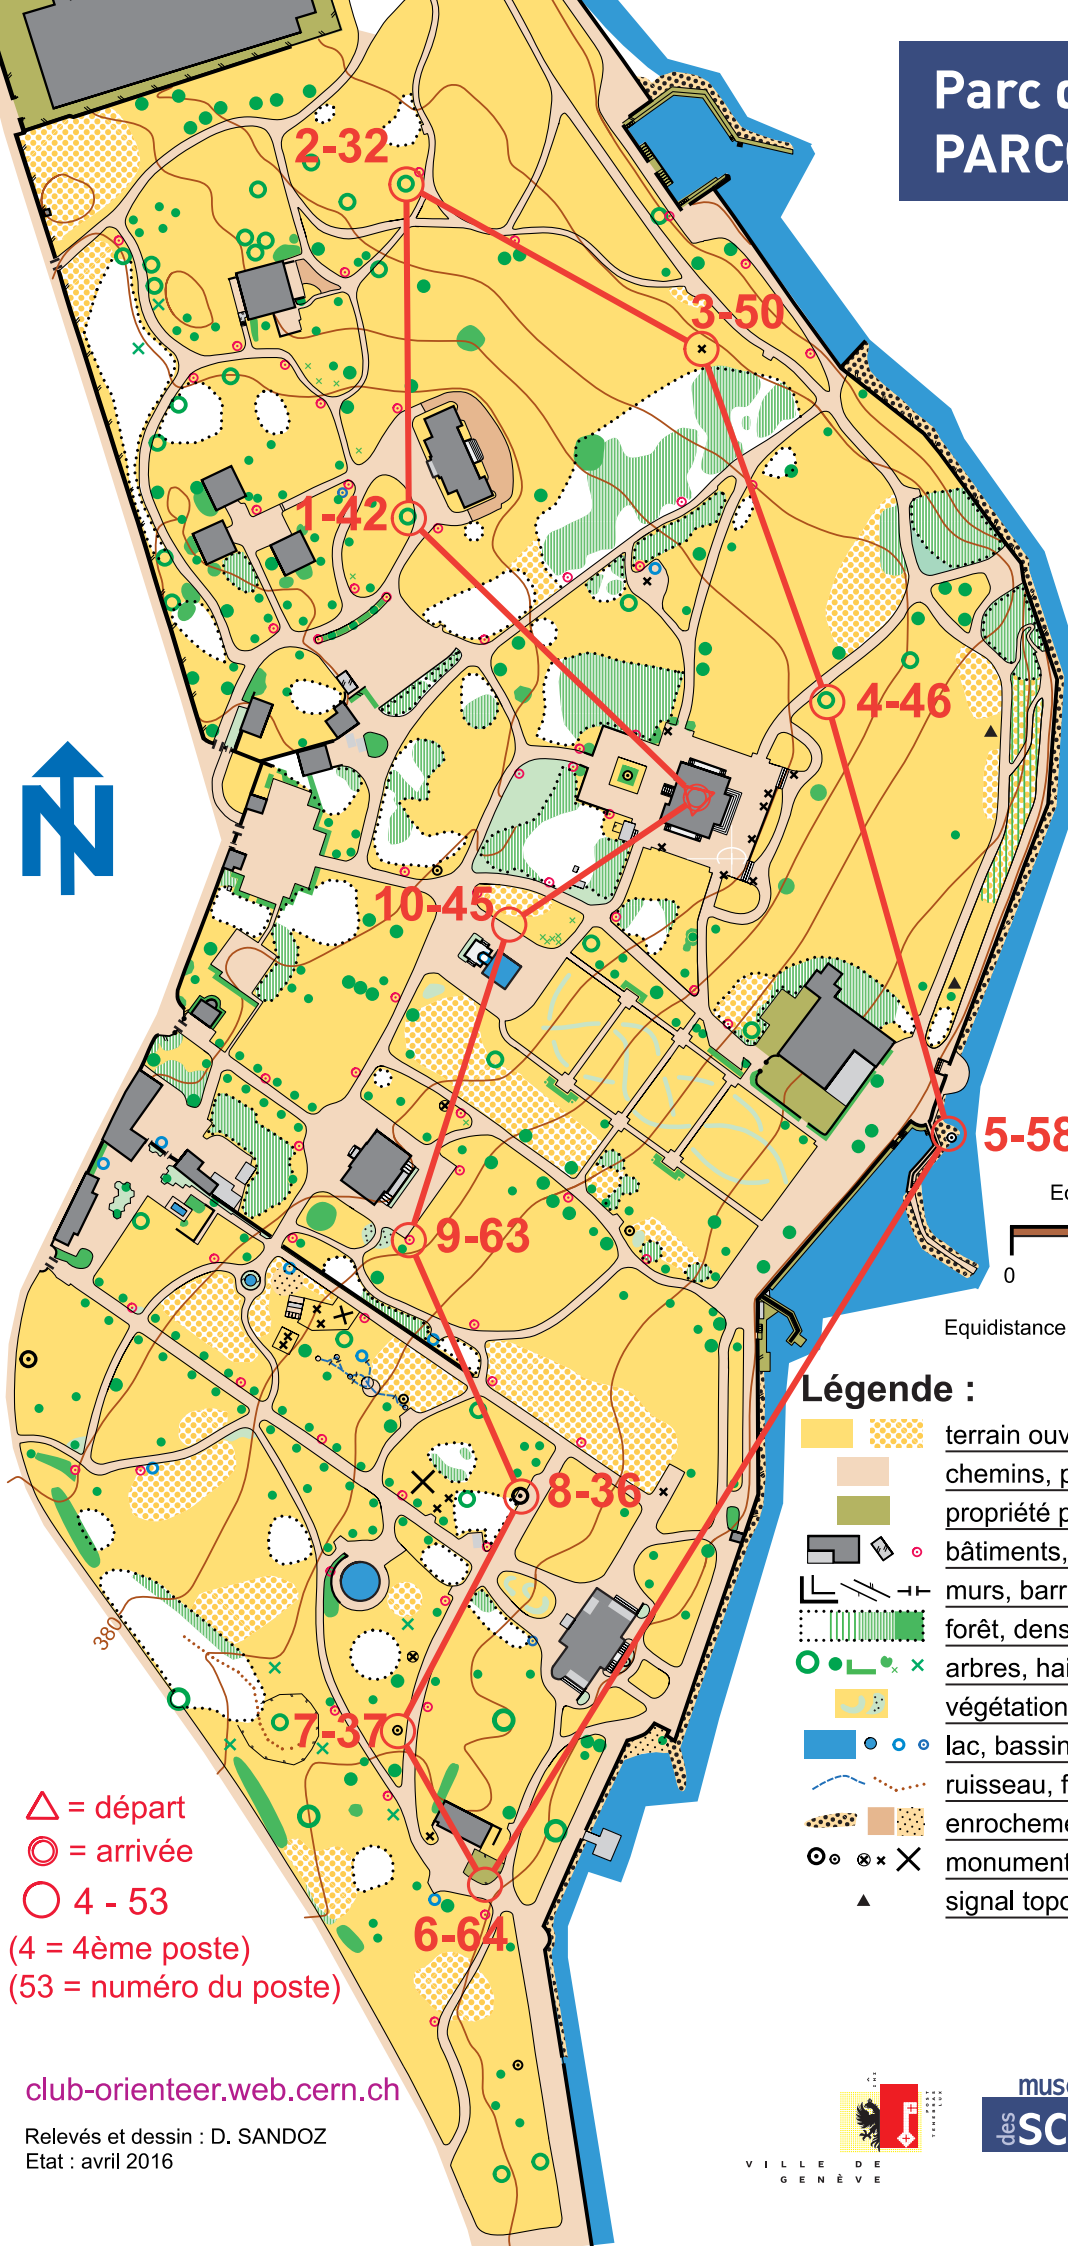 Parc
PARC
2-32
3-50
1-42
4-46
N
10-45
5-58
9-63
0
Equidistance
Légende :
terrain ouv
chemins, p
propriété p
bâtiments,
murs, barr
forêt, dens
arbres, hai
végétation
lac, bassin
ruisseau, f
enrocheme
monument
signal topo
8-36
380
7-37
6-64
= départ
= arrivée
4 - 53
(4 = 4ème poste)
(53 = numéro du poste)
club-orienteer.web.cern.ch
Relevés et dessin : D. SANDOZ
Etat : avril 2016
VILLE DE
GENÈVE
POST
TENEBRAS
LUX
mus
des SC